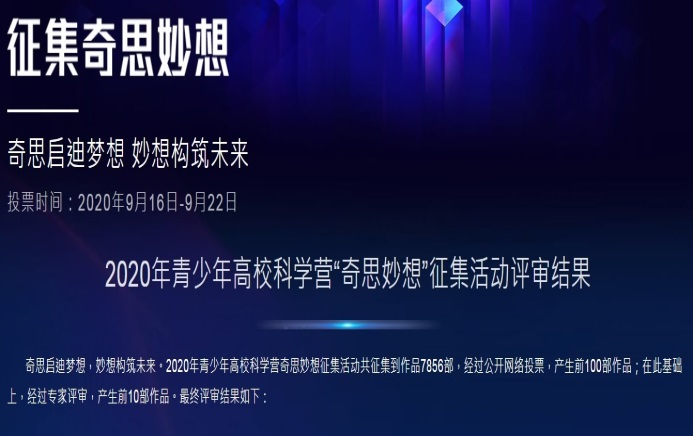 征集奇思妙想
奇思启迪梦想 妙想构筑未来
投票时间：2020年9月16日-9月22日
2020年青少年高校科学营“奇思妙想”征集活动评审结果
奇思启迪梦想，妙想构筑未来。2020年青少年高校科学营奇思妙想征集活动共征集到作品7856部，经过公开网络投票，产生前100部作品；在此基础
上，经过专家评审，产生前10部作品。最终评审结果如下：